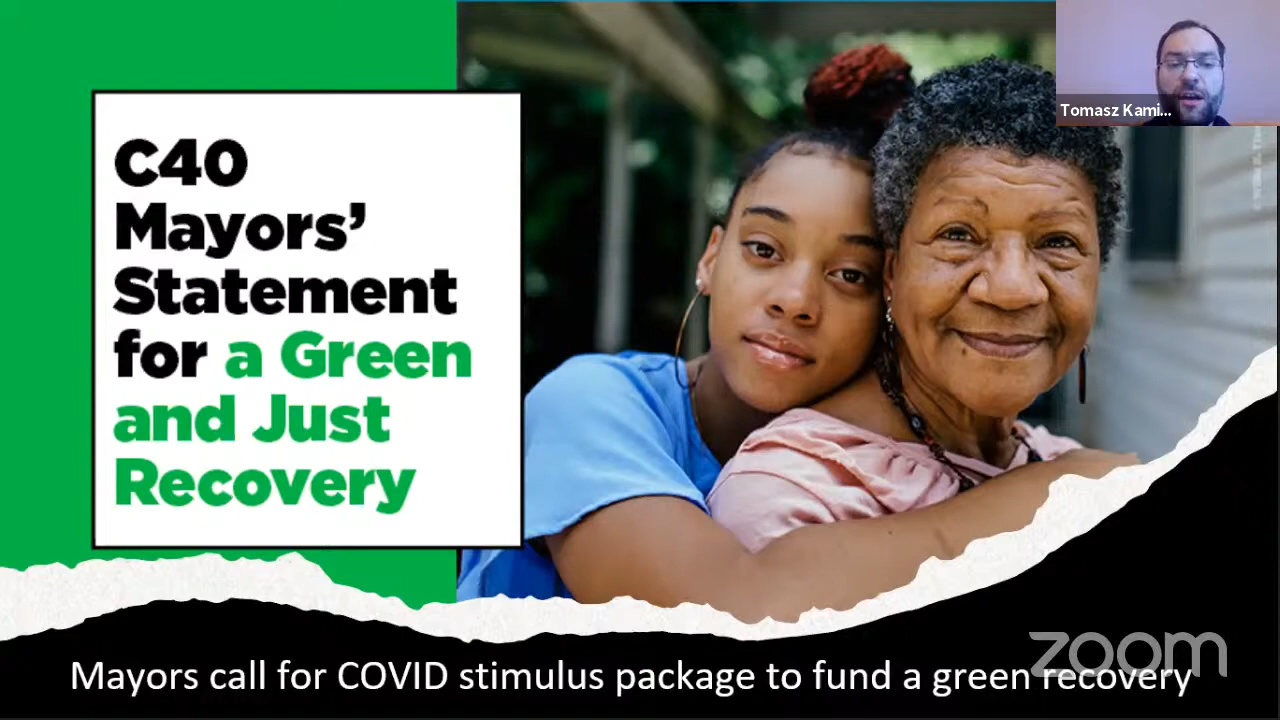 C40
Mayors’
Statement
for a Green
and Just
Recovery
Tomasz Kami...
Mayors call for COVID stimulus package to fund a green recovery
zoom